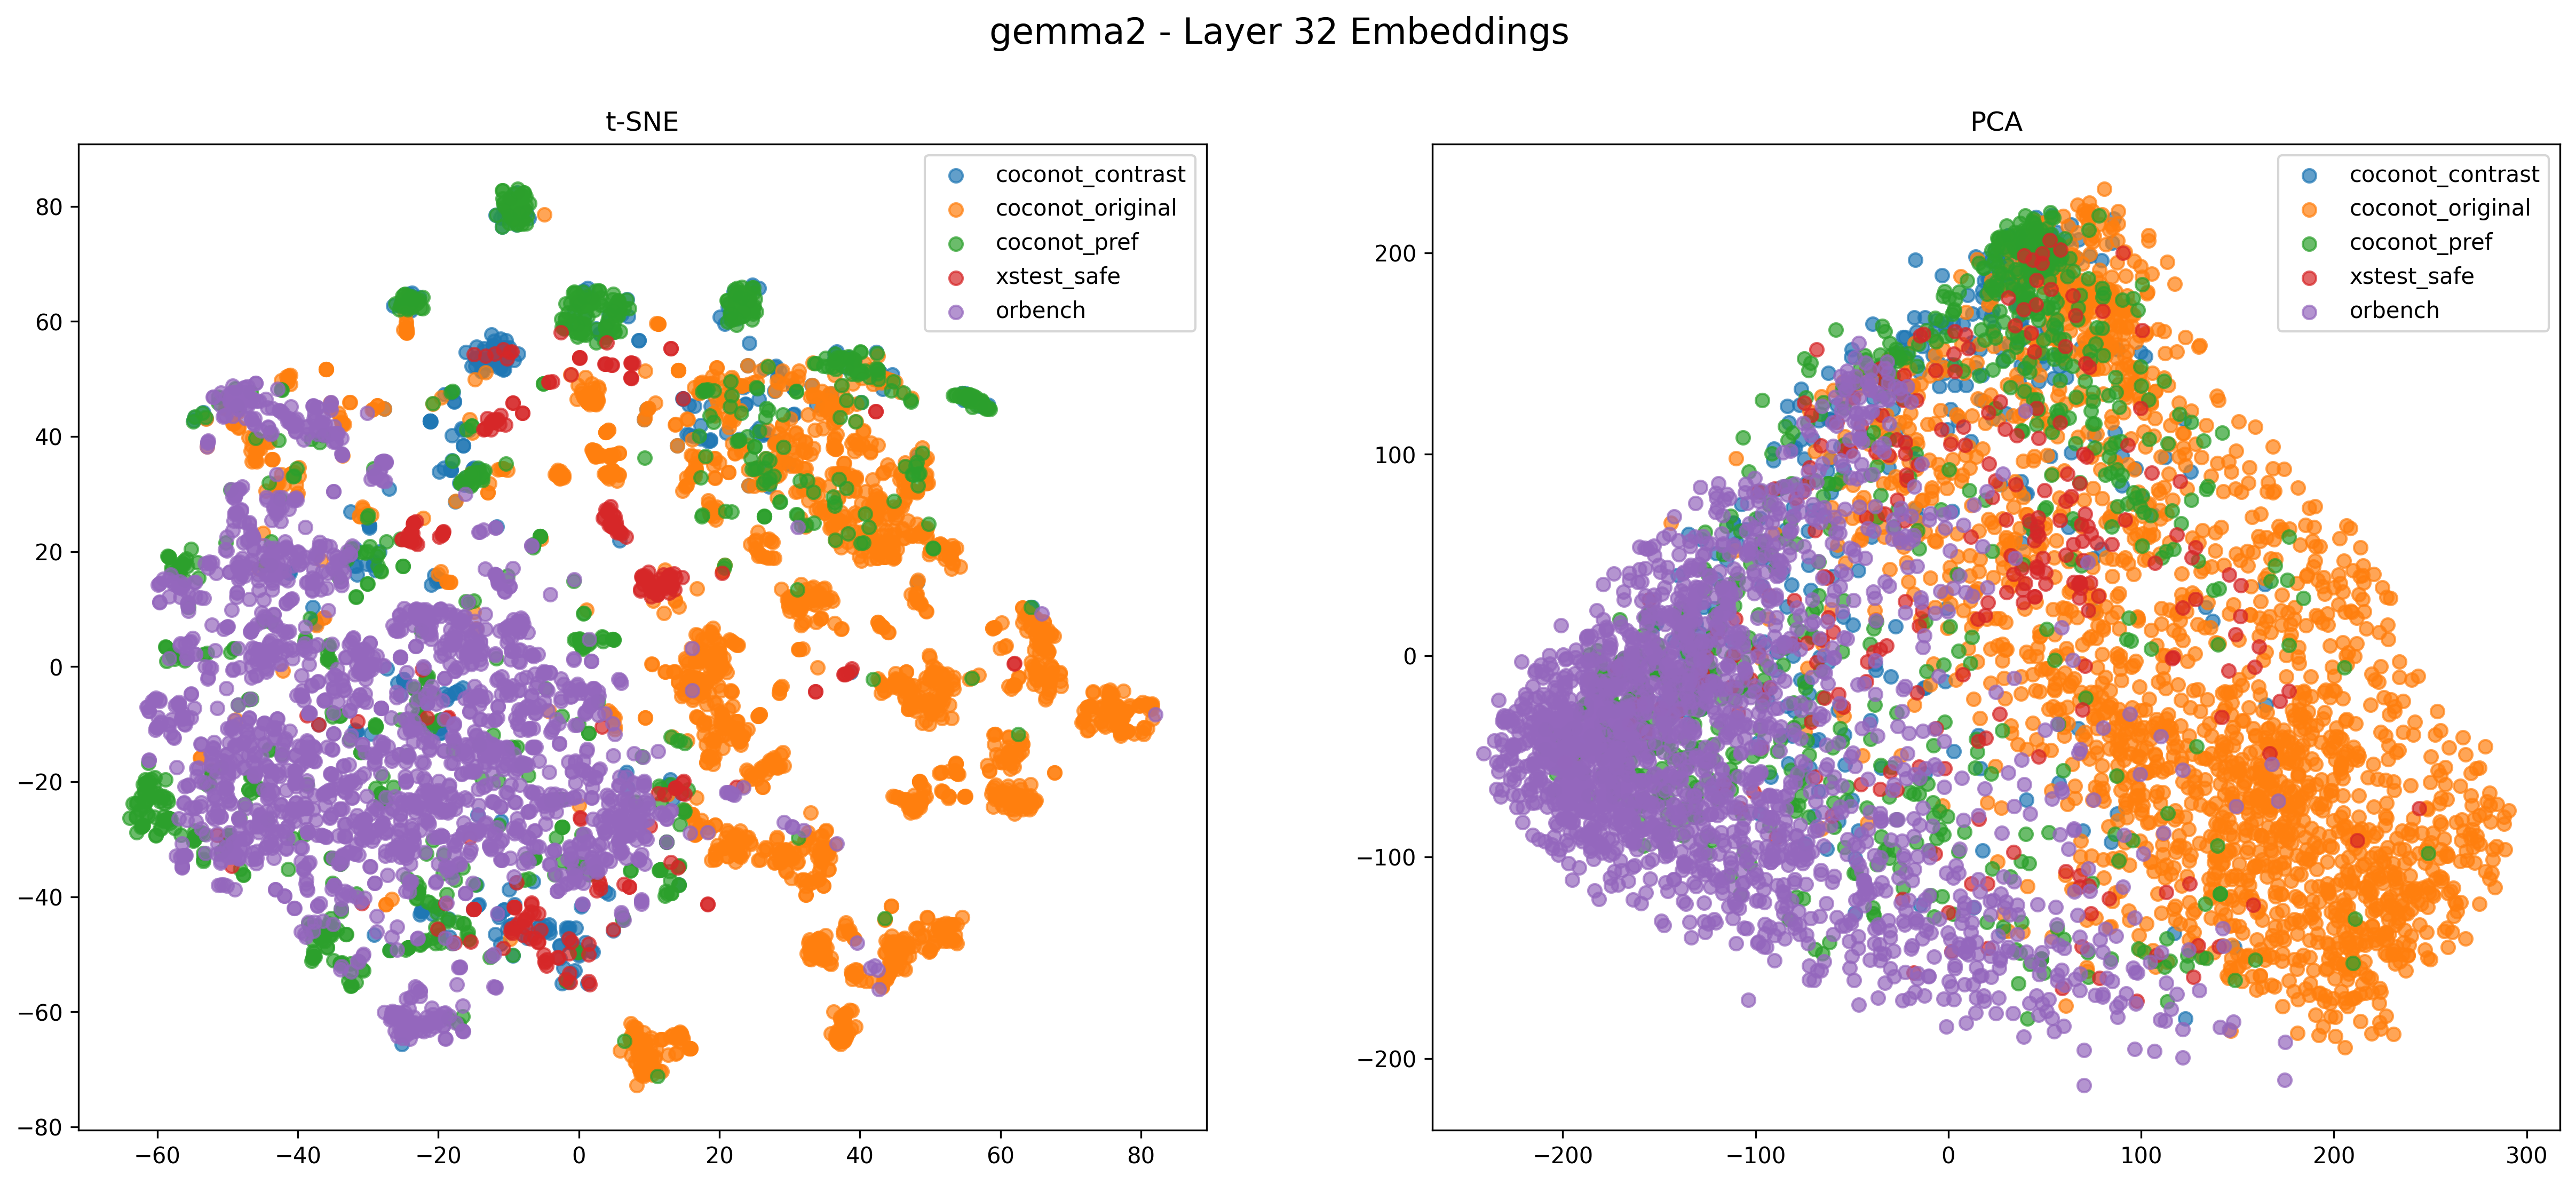 gemma2 - Layer 32 Embeddings
t-SNE
coconot_contrast
coconot_original
coconot_pref
xstest_safe
orbench
80
60
40
20
0
−20
−40
−60
−80
−60 −40 −20 0 20 40 60 80
PCA
coconot_contrast
coconot_original
coconot_pref
xstest_safe
orbench
200
100
0
−100
−200
−200 −100 0 100 200 300